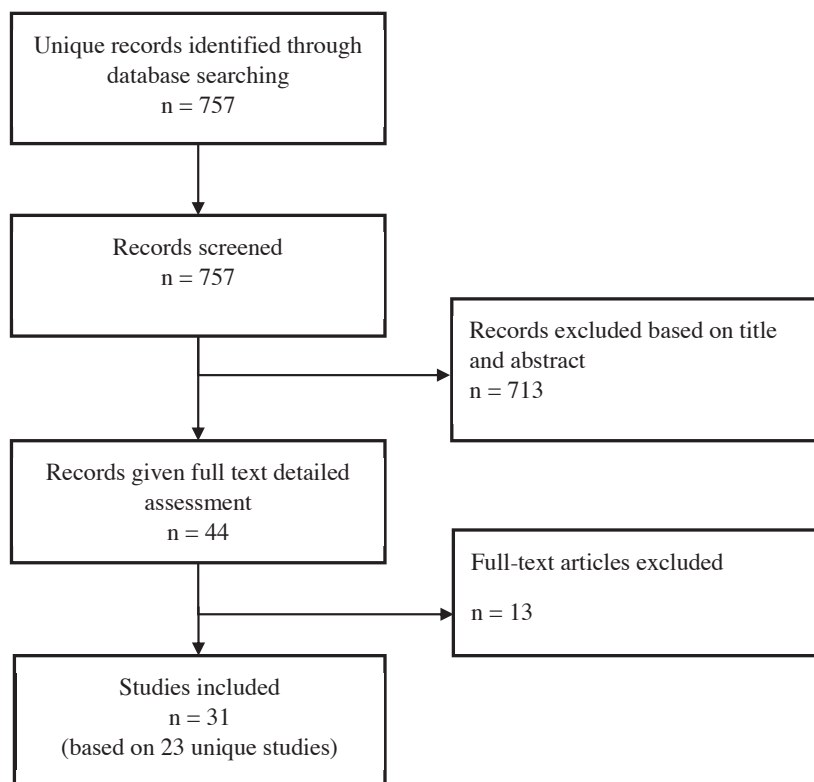 Unique records identified through
database searching
n = 757
Records screened
n = 757
Records excluded based on title
and abstract
n = 713
Records given full text detailed
assessment
n = 44
Full-text articles excluded
n = 13
Studies included
n = 31
(based on 23 unique studies)